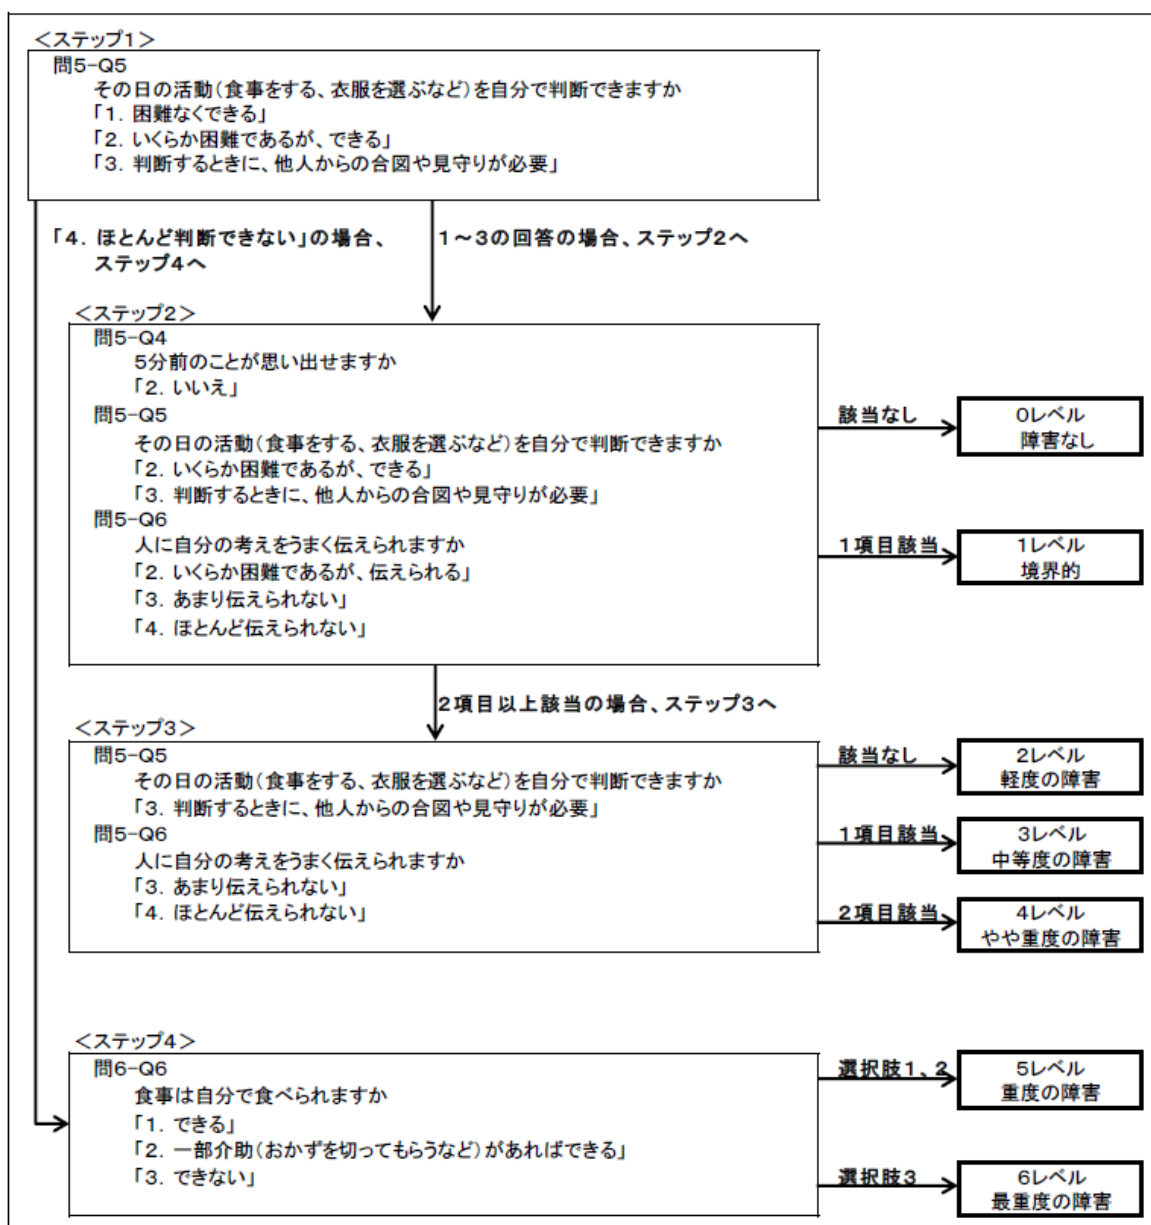 ＜ステップ1＞
問5-Q5
その日の活動(食事をする、衣服を選ぶなど)を自分で判断できますか
「1．困難なくできる」
「2．いくらか困難であるが、できる」
「3．判断するときに、他人からの合図や見守りが必要」
「4．ほとんど判断できない」の場合、
ステップ4へ
1～3の回答の場合、ステップ2へ
＜ステップ2＞
問5-Q4
5分前のことが思い出せますか
「2．いいえ」
問5-Q5
その日の活動(食事をする、衣服を選ぶなど)を自分で判断できますか
「2．いくらか困難であるが、できる」
「3．判断するときに、他人からの合図や見守りが必要」
問5-Q6
人に自分の考えをうまく伝えられますか
「2．いくらか困難であるが、伝えられる」
「3．あまり伝えられない」
「4．ほとんど伝えられない」
該当なし
0レベル
障害なし
1項目該当
1レベル
境界的
2項目以上該当の場合、ステップ3へ
＜ステップ3＞
問5-Q5
その日の活動(食事をする、衣服を選ぶなど)を自分で判断できますか
「3．判断するときに、他人からの合図や見守りが必要」
問5-Q6
人に自分の考えをうまく伝えられますか
「3．あまり伝えられない」
「4．ほとんど伝えられない」
該当なし
2レベル
軽度の障害
1項目該当
3レベル
中等度の障害
2項目該当
4レベル
やや重度の障害
＜ステップ4＞
問6-Q6
食事は自分で食べられますか
「1．できる」
「2．一部介助(おかずを切ってもらうなど)があればできる」
「3．できない」
選択肢1、2
5レベル
重度の障害
選択肢3
6レベル
最重度の障害